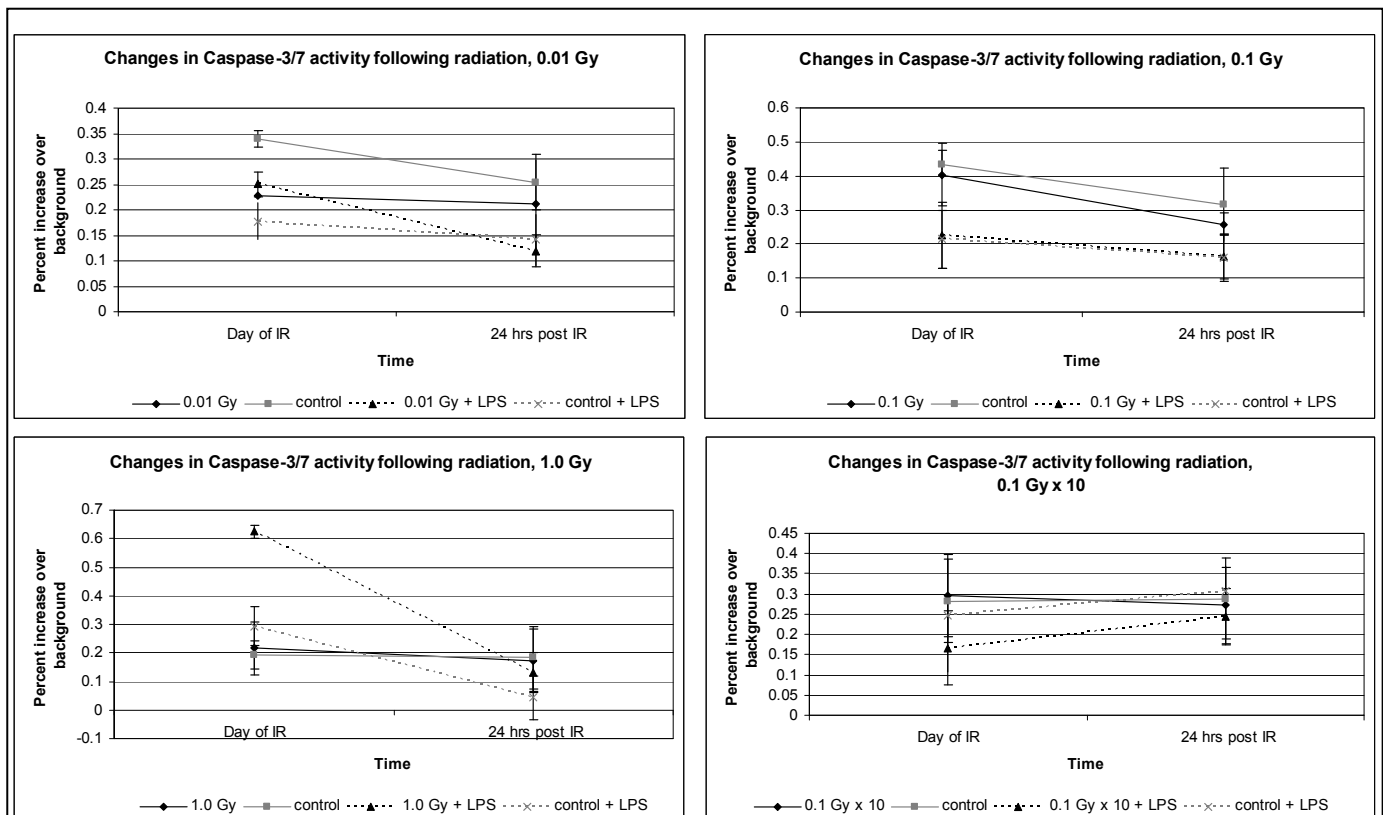 Changes in Caspase-3/7 activity following radiation, 0.01 Gy
Percent increase over
background
0.4
0.35
0.3
0.25
0.2
0.15
0.1
0.05
0
Day of IR
24 hrs post IR
Time
0.01 Gy
control
0.01 Gy + LPS
control + LPS
Changes in Caspase-3/7 activity following radiation, 0.1 Gy
Percent increase over
background
0.6
0.5
0.4
0.3
0.2
0.1
0
Day of IR
24 hrs post IR
Time
0.1 Gy
control
0.1 Gy + LPS
control + LPS
Changes in Caspase-3/7 activity following radiation, 1.0 Gy
Percent increase over
background
0.7
0.6
0.5
0.4
0.3
0.2
0.1
0
-0.1
Day of IR
24 hrs post IR
Time
1.0 Gy
control
1.0 Gy + LPS
control + LPS
Changes in Caspase-3/7 activity following radiation,
0.1 Gy x 10
Percent increase over
background
0.45
0.4
0.35
0.3
0.25
0.2
0.15
0.1
0.05
0
Day of IR
24 hrs post IR
Time
0.1 Gy x 10
control
0.1 Gy x 10 + LPS
control + LPS